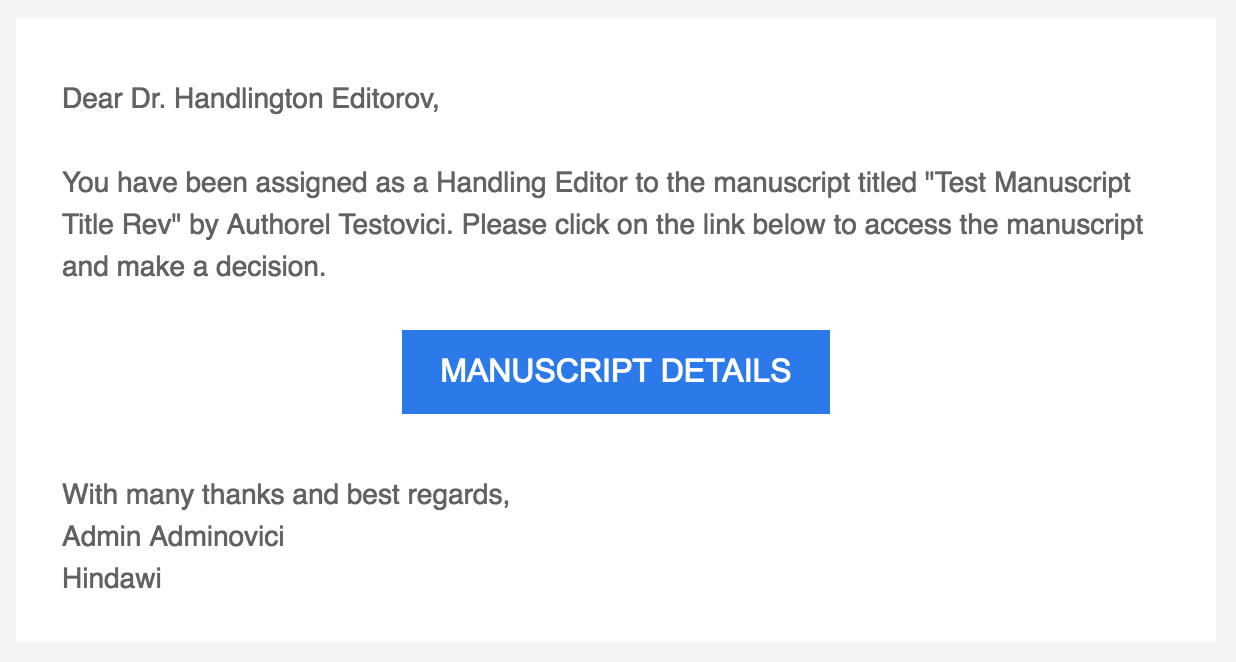 Dear Dr. Handlington Editorov,
You have been assigned as a Handling Editor to the manuscript titled "Test Manuscript
Title Rev" by Authorel Testovici. Please click on the link below to access the manuscript
and make a decision.
MANUSCRIPT DETAILS
With many thanks and best regards,
Admin Adminovici
Hindawi